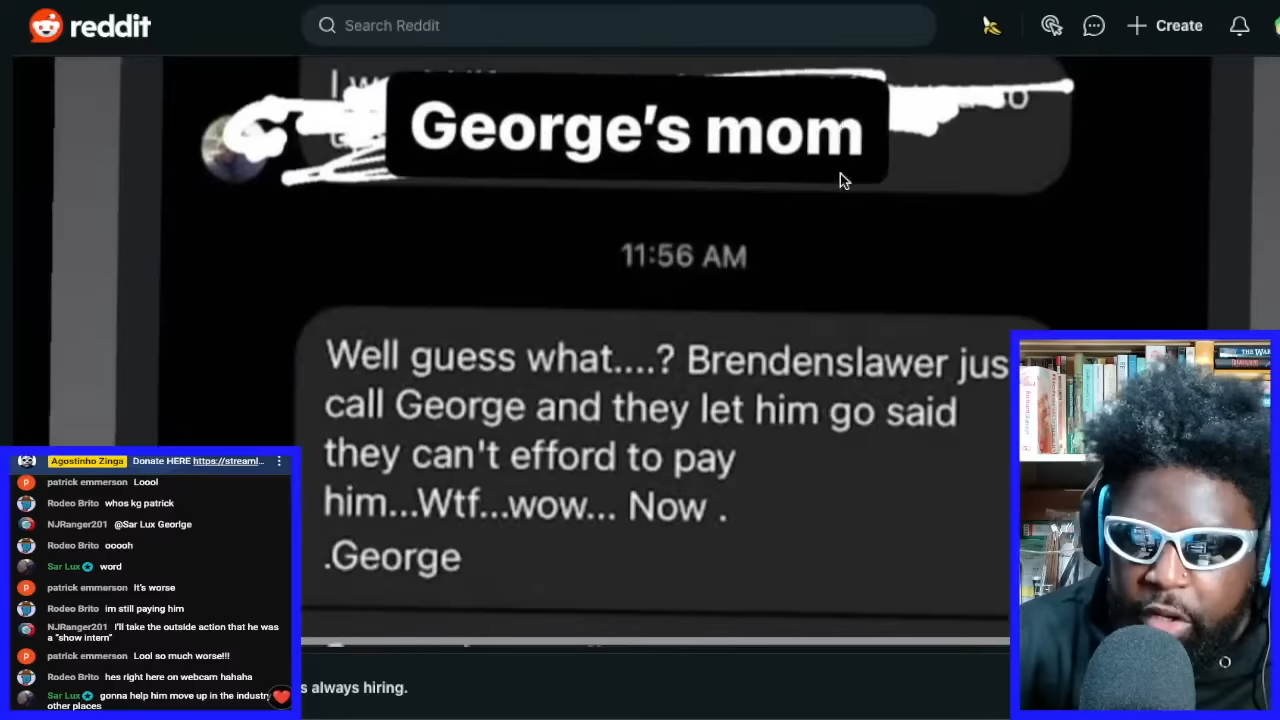 reddit
Search Reddit
Create
George's mom
11:56 AM
Well guess what....? Brendenslawer jus
call George and they let him go said
they can't efford to pay
him...Wtf...wow... Now .
.George
s always hiring.
Agostinho Zinga Donate HERE https://streaml...
patrick emmerson Loool
Rodeo Brito whos kg patrick
NJRanger201 @Sar Lux Georlge
Rodeo Brito ooooh
Sar Lux word
patrick emmerson It's worse
Rodeo Brito im still paying him
NJRanger201 I'll take the outside action that he was
a "show intern"
patrick emmerson Lool so much worse!!!
Rodeo Brito hes right here on webcam hahaha
Sar Lux gonna help him move up in the industry
other places
THE WAR